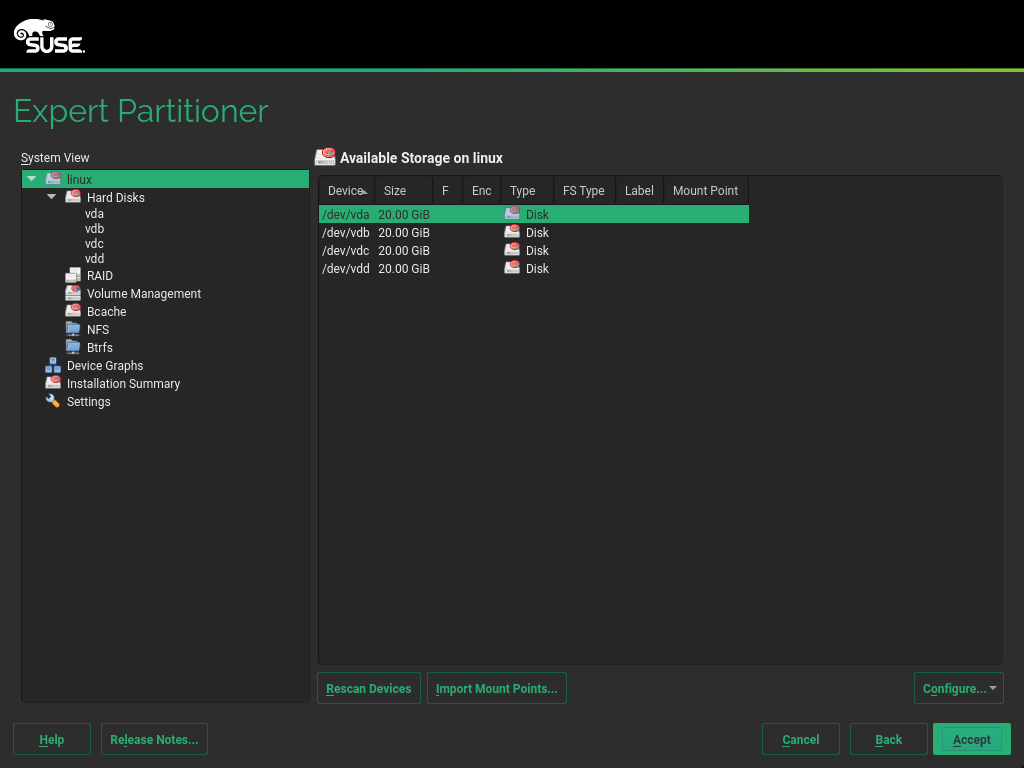 SUSE.
Expert Partitioner
System View
linux
Hard Disks
vda
vdb
vdc
vdd
RAID
Volume Management
Bcache
NFS
Btrfs
Device Graphs
Installation Summary
Settings
Available Storage on linux
Device Size F Enc Type FS Type Label Mount Point
/dev/vda 20.00 GiB Disk
/dev/vdb 20.00 GiB Disk
/dev/vdc 20.00 GiB Disk
/dev/vdd 20.00 GiB Disk
Rescan Devices Import Mount Points... Configure...
Help Release Notes... Cancel Back Accept